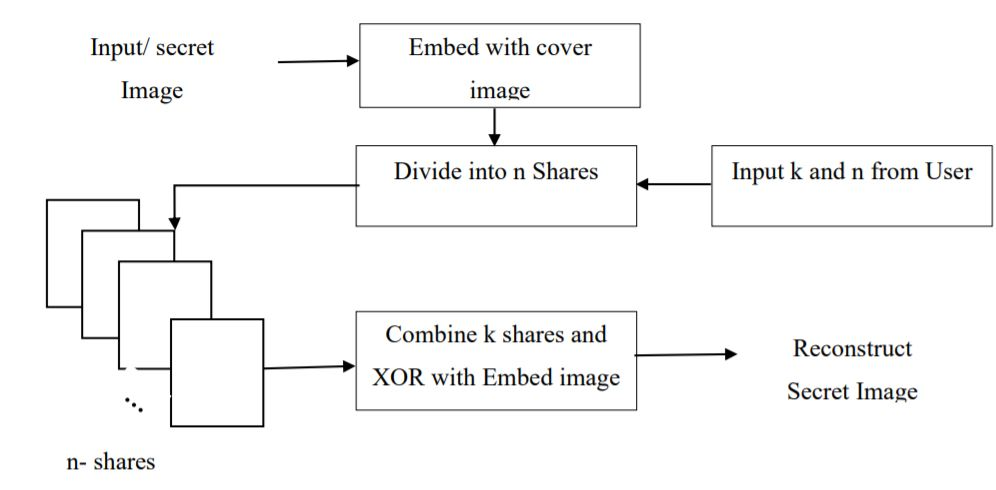 Input/ secret
Image
Embed with cover
image
Divide into n Shares
Input k and n from User
Combine k shares and
XOR with Embed image
Reconstruct
Secret Image
n- shares